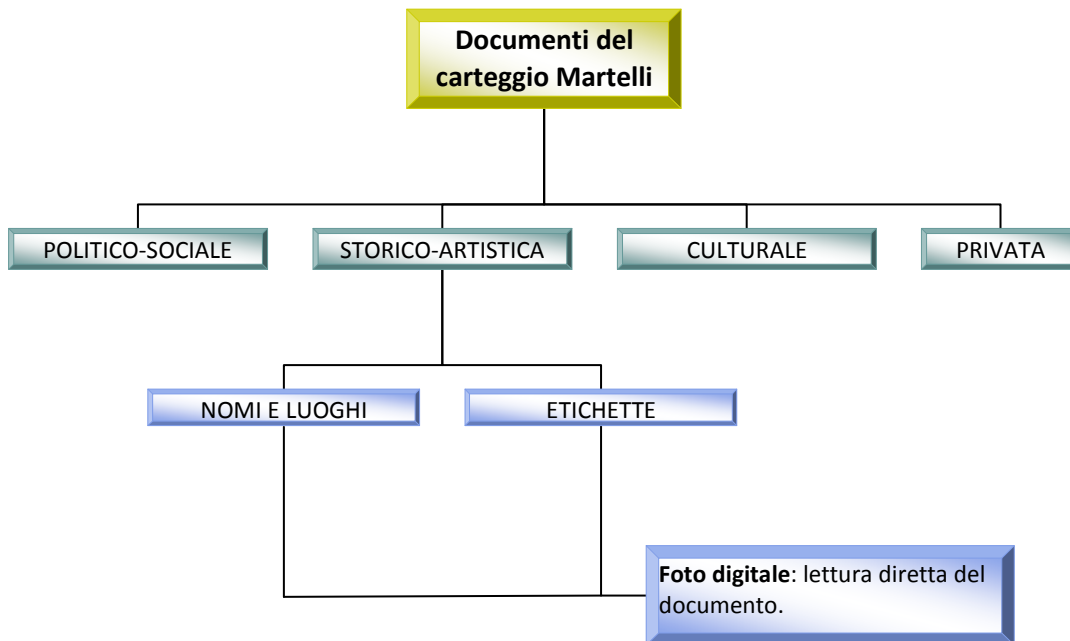 Documenti del
carteggio Martelli
POLITICO-SOCIALE
STORICO-ARTISTICA
CULTURALE
PRIVATA
NOMI E LUOGHI
ETICHETTE
Foto digitale: lettura diretta del
documento.